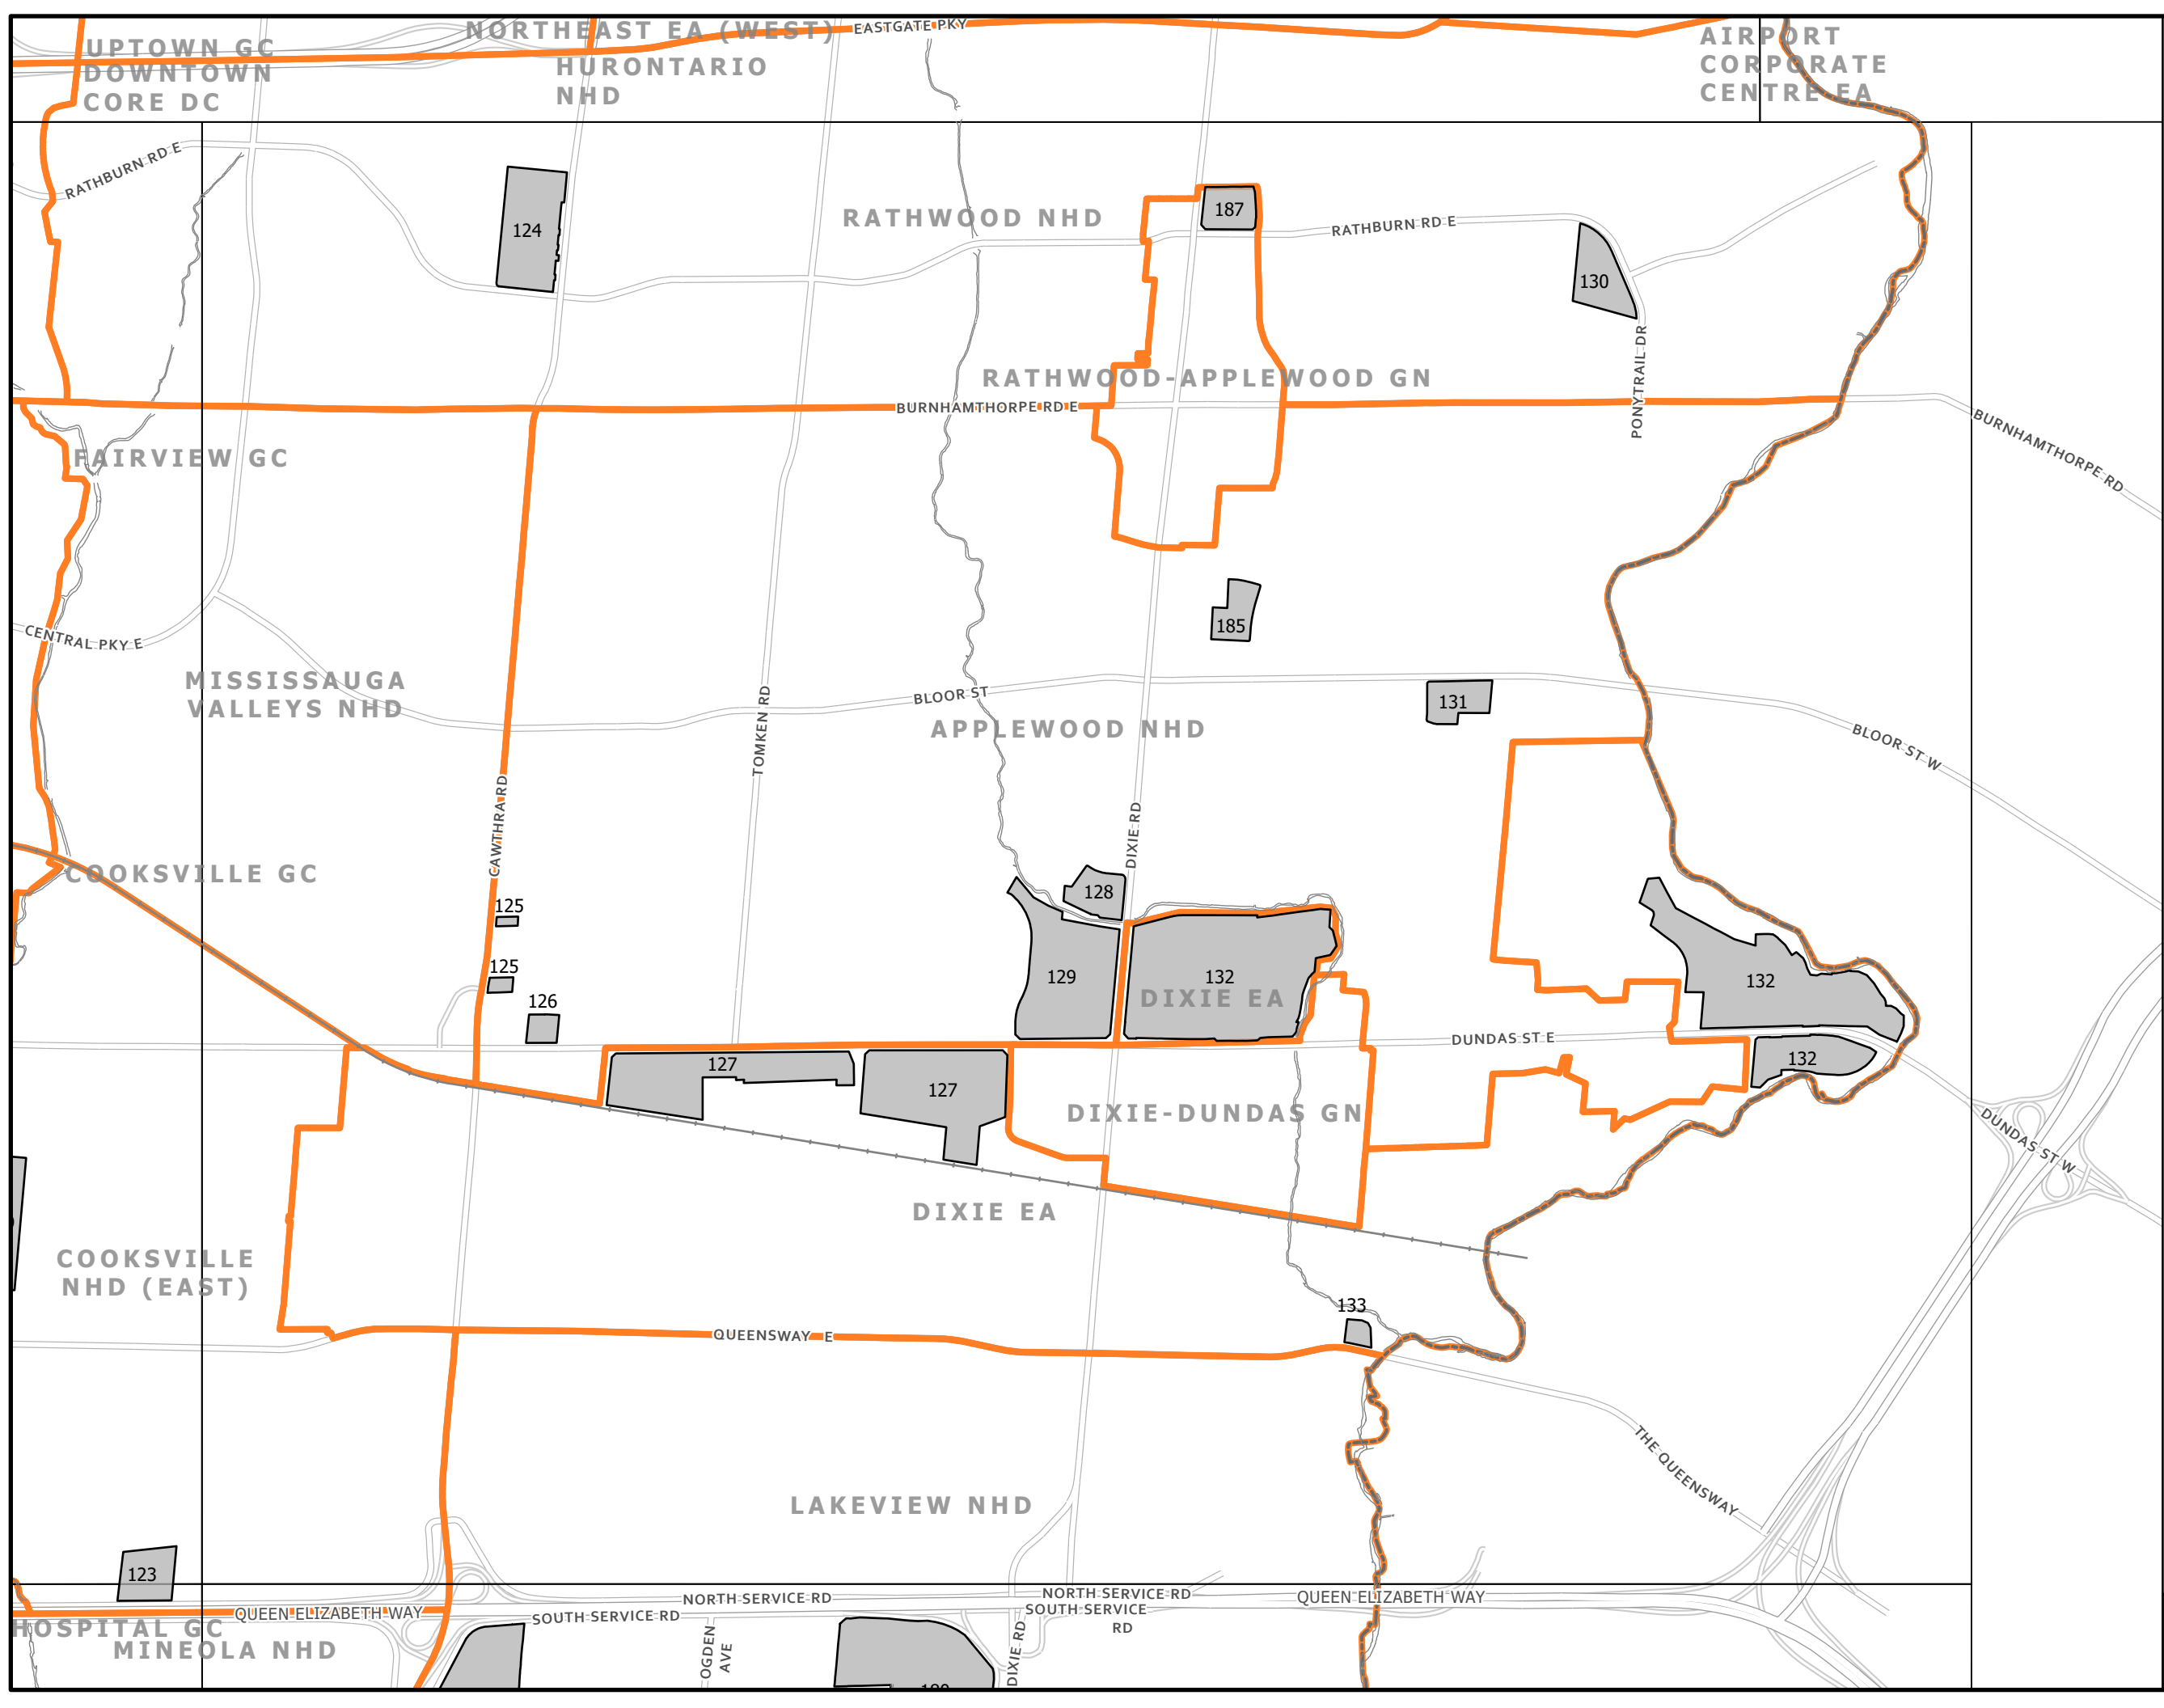 NORTHEAST EA (WEST)
EASTGATE PKY
UPTOWN GC
DOWNTOWN
CORE DC
HURONTARIO
NHD
AIRPORT
CORPORATE
CENTRE EA
RATHBURN RD E
124
RATHWOOD NHD
187
RATHBURN RD E
130
PONYTRAIL DR
RATHWOOD-APPLEWOOD GN
BURNHAMTHORPE RD E
BURNHAMTHORPE RD
FAIRVIEW GC
CENTRAL PKY E
185
MISSISSAUGA
VALLEYS NHD
BLOOR ST
131
APPLEWOOD NHD
TOMKEN RD
BLOOR ST W
CAWTHRA RD
DIXIE RD
COOKSVILLE GC
125
128
125
129
132
132
DIXIE EA
126
DUNDAS ST E
127
127
132
DIXIE-DUNDAS GN
DUNDAS ST W
DIXIE EA
COOKSVILLE
NHD (EAST)
133
QUEENSWAY E
THE QUEENSWAY
LAKEVIEW NHD
123
NORTH SERVICE RD
NORTH SERVICE RD
QUEEN ELIZABETH WAY
QUEEN ELIZABETH WAY
SOUTH SERVICE RD
SOUTH SERVICE
RD
HOSPITAL GC
MINEOLA NHD
OGDEN
AVE
DIXIE RD